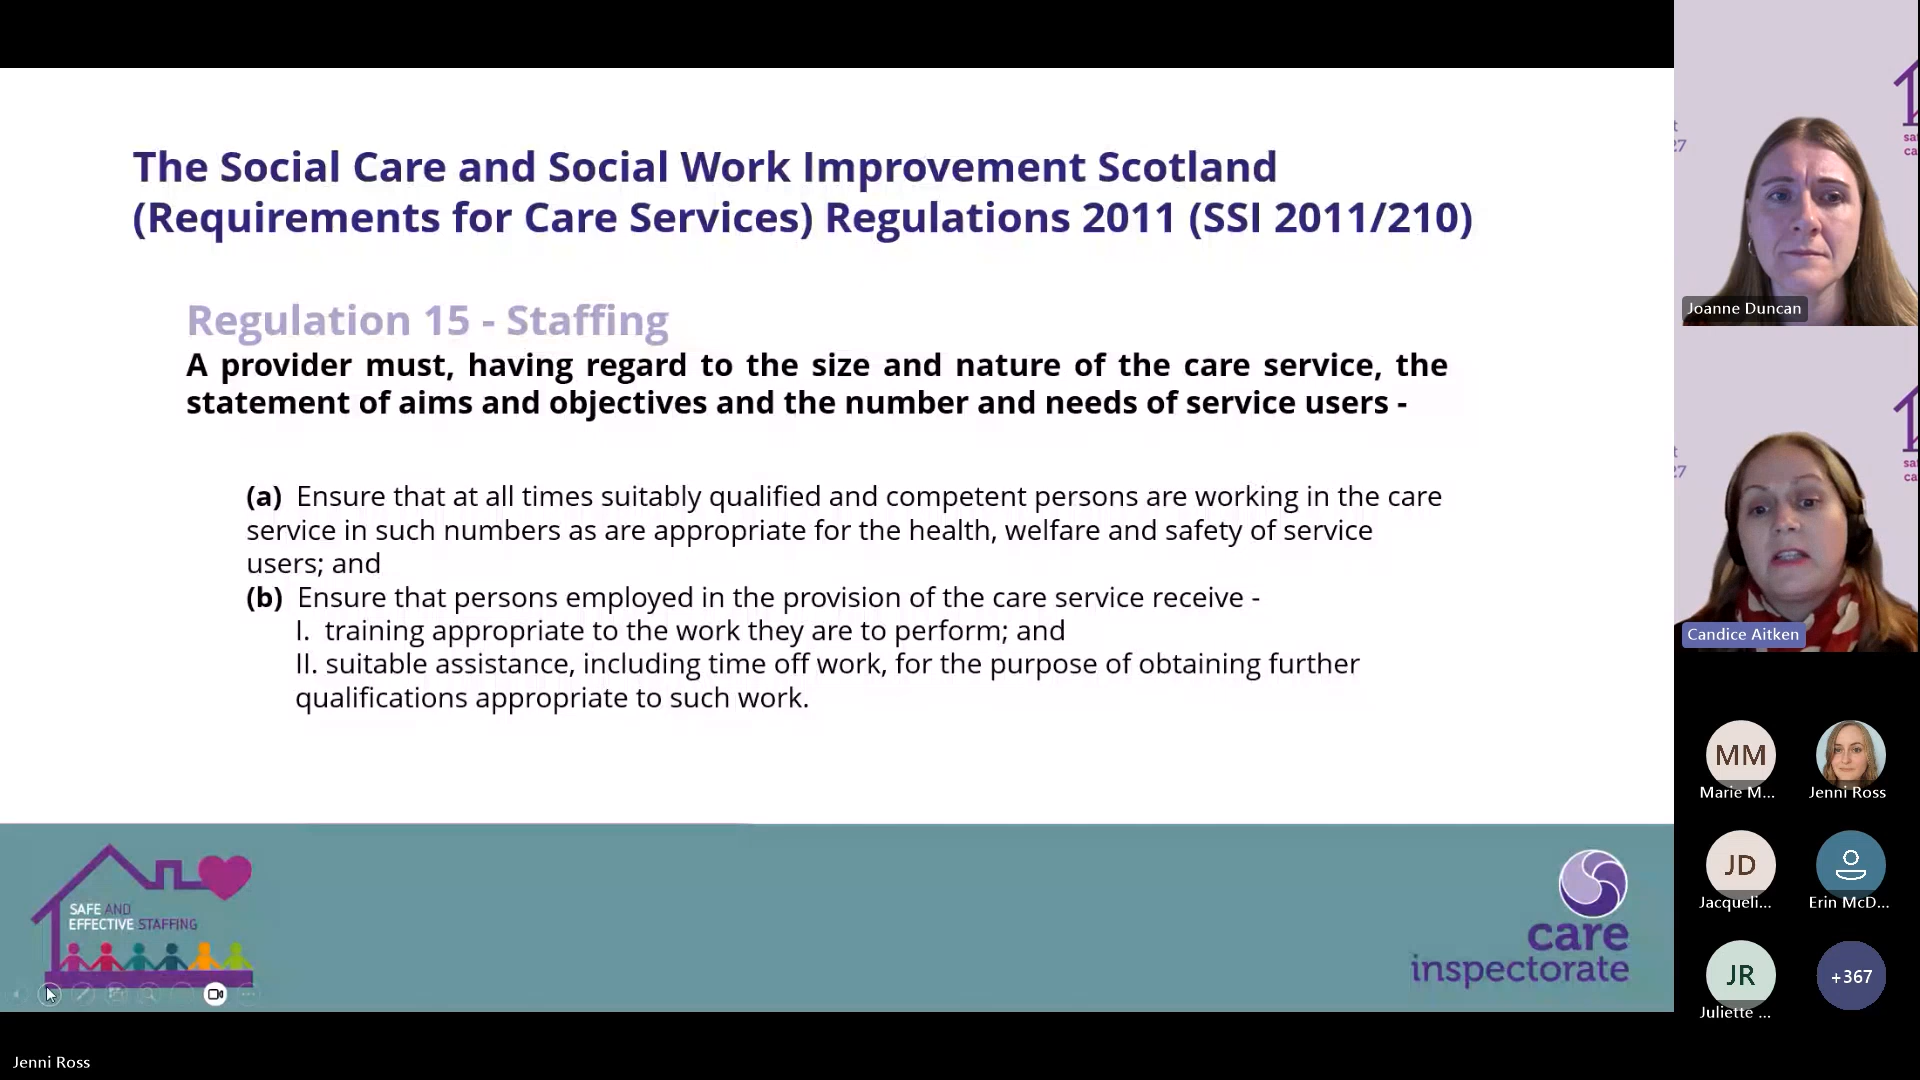 The Social Care and Social Work Improvement Scotland
(Requirements for Care Services) Regulations 2011 (SSI 2011/210)
Regulation 15 - Staffing
A provider must, having regard to the size and nature of the care service, the
statement of aims and objectives and the number and needs of service users -
(a) Ensure that at all times suitably qualified and competent persons are working in the care
service in such numbers as are appropriate for the health, welfare and safety of service
users; and
(b) Ensure that persons employed in the provision of the care service receive -
I. training appropriate to the work they are to perform; and
II. suitable assistance, including time off work, for the purpose of obtaining further
qualifications appropriate to such work.
SAFE AND
EFFECTIVE STAFFING
care
inspectorate
Jenni Ross
t
27
sa
ca
Joanne Duncan
t
27
sa
ca
Candice Aitken
MM
Marie M...
Jenni Ross
JD
Jacqueli...
Erin McD...
JR
Juliette ...
+367